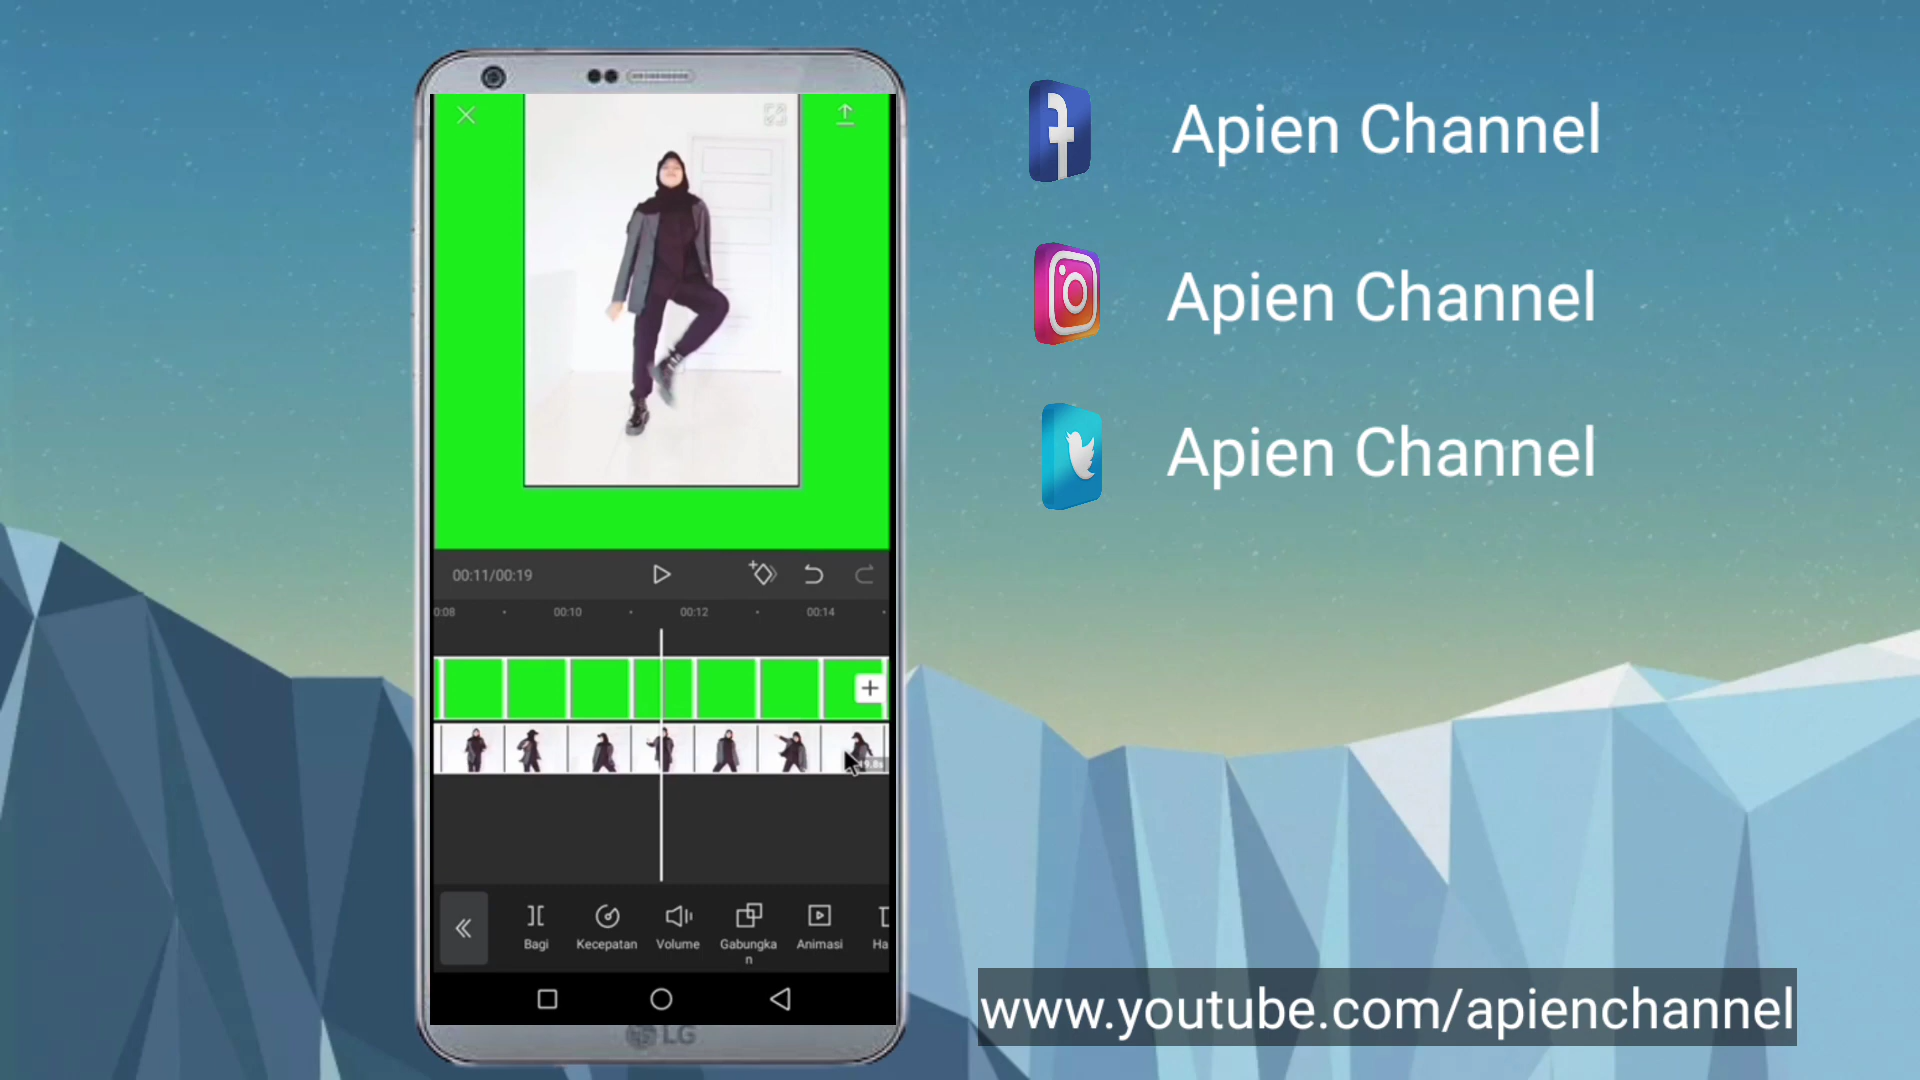 Apien Channel
Apien Channel
Apien Channel
00:11/00:19
0:08
00:10
00:12
00:14
Bagi
Kecepatan
Volume
Gabungka
n
Animasi
Ha
LG
www.youtube.com/apienchannel